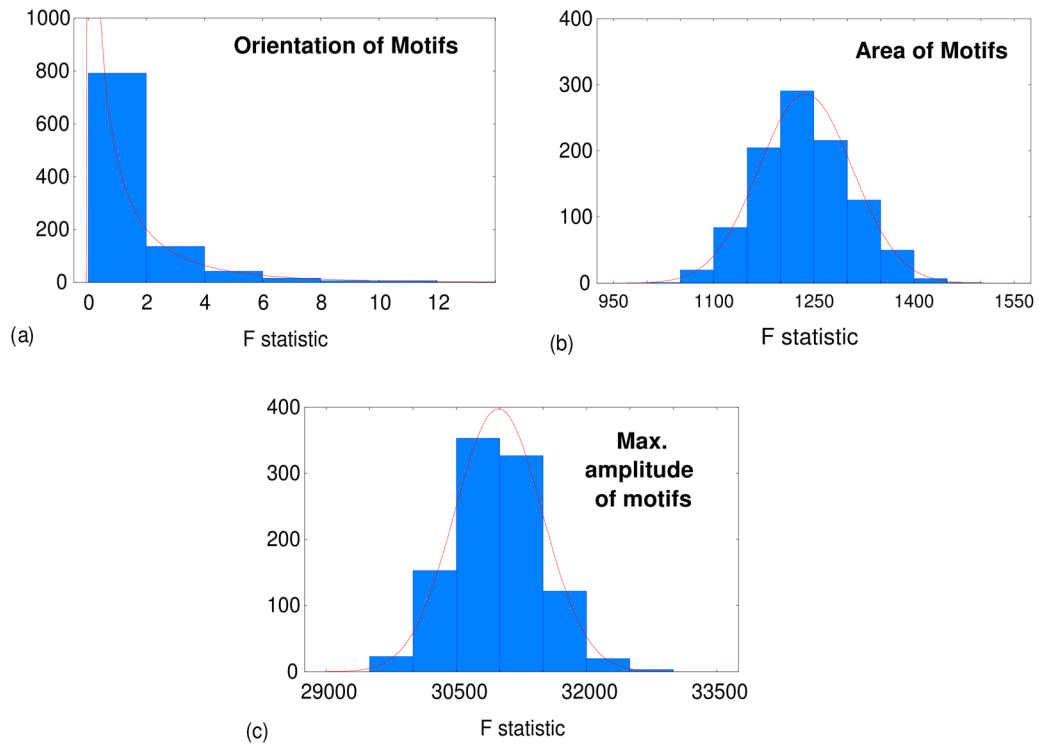 1000
800
600
400
200
0
Orientation of Motifs
0 2 4 6 8 10 12
F statistic
(a)
400
300
200
100
0
Area of Motifs
950 1100 1250 1400 1550
F statistic
(b)
400
300
200
100
0
Max.
amplitude
of motifs
29000 30500 32000 33500
F statistic
(c)